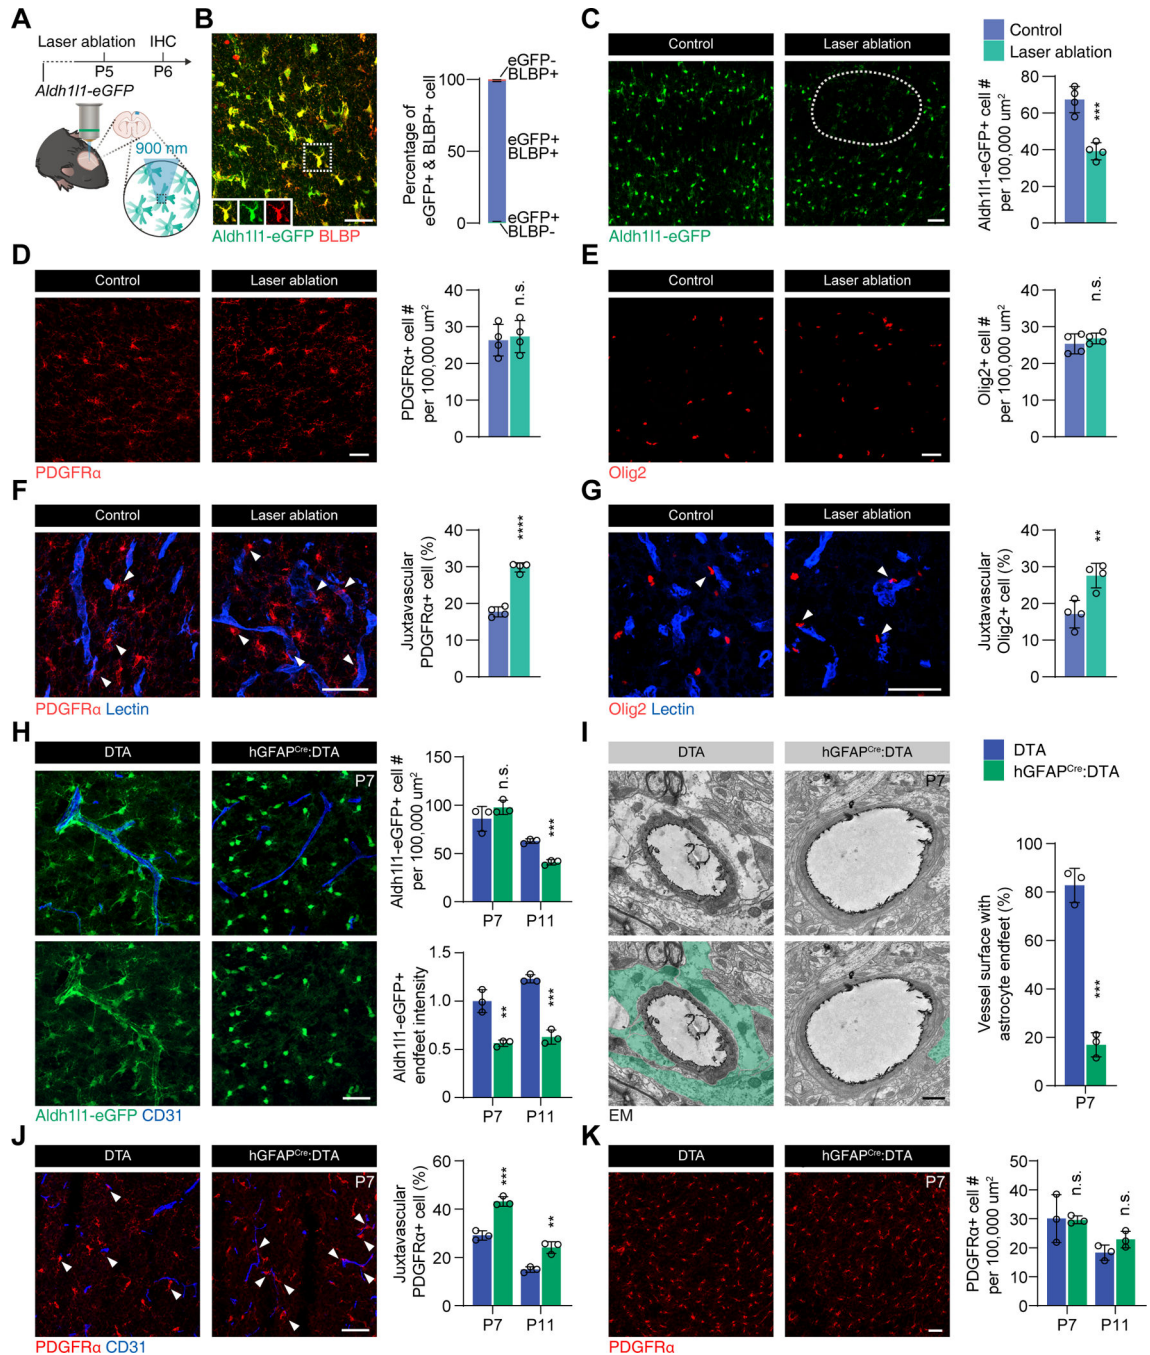 A
Laser ablation IHC
P5 P6
Aldh1l1-eGFP
900 nm
B
Aldh1l1-eGFP BLBP
Percentage of
eGFP+ & BLBP+ cell
100
50
0
eGFP-
BLBP+
eGFP+
BLBP+
eGFP+
BLBP-
C
Control Laser ablation
Aldh1l1-eGFP
Control
Laser ablation
Aldh1l1-eGFP+ cell #
per 100,000 um²
80
60
40
20
0
***
D
Control Laser ablation
PDGFRα
PDGFRα+ cell #
per 100,000 um²
40
30
20
10
0
n.s.
E
Control Laser ablation
Olig2
Olig2+ cell #
per 100,000 um²
40
30
20
10
0
n.s.
F
Control Laser ablation
PDGFRα Lectin
Juxtavascular
PDGFRα+ cell (%)
40
30
20
10
0
****
G
Control Laser ablation
Olig2 Lectin
Juxtavascular
Olig2+ cell (%)
40
30
20
10
0
**
H
DTA hGFAPCre:DTA
P7
Aldh1l1-eGFP CD31
Aldh1l1-eGFP+ cell #
per 100,000 um²
150
100
50
0
n.s.
***
P7 P11
Aldh1l1-eGFP+
endfeet intensity
1.5
1.0
0.5
0
**
***
P7 P11
I
DTA hGFAPCre:DTA
P7
EM
DTA
hGFAPCre:DTA
Vessel surface with
astrocyte endfeet (%)
100
80
60
40
20
0
***
P7
J
DTA hGFAPCre:DTA
P7
PDGFRα CD31
Juxtavascular
PDGFRα+ cell (%)
60
40
20
0
***
**
P7 P11
K
DTA hGFAPCre:DTA
P7
PDGFRα
PDGFRα+ cell #
per 100,000 um²
50
40
30
20
10
0
n.s.
n.s.
P7 P11